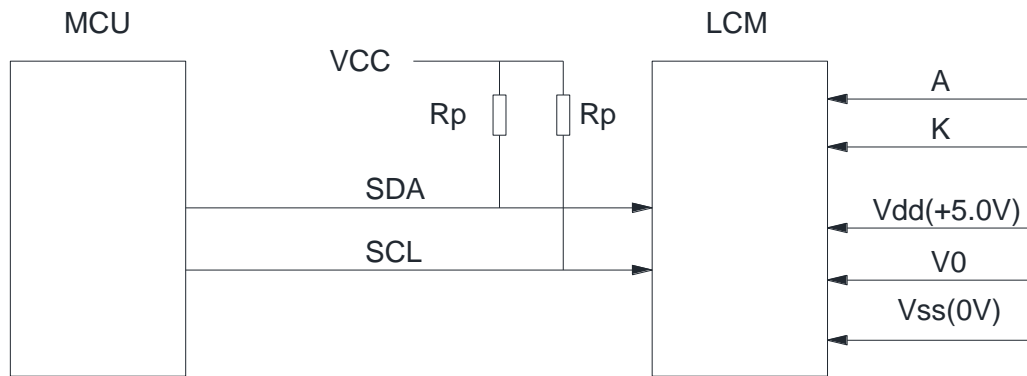 MCU
LCM
VCC
Rp
Rp
SDA
SCL
A
K
Vdd(+5.0V)
V0
Vss(0V)